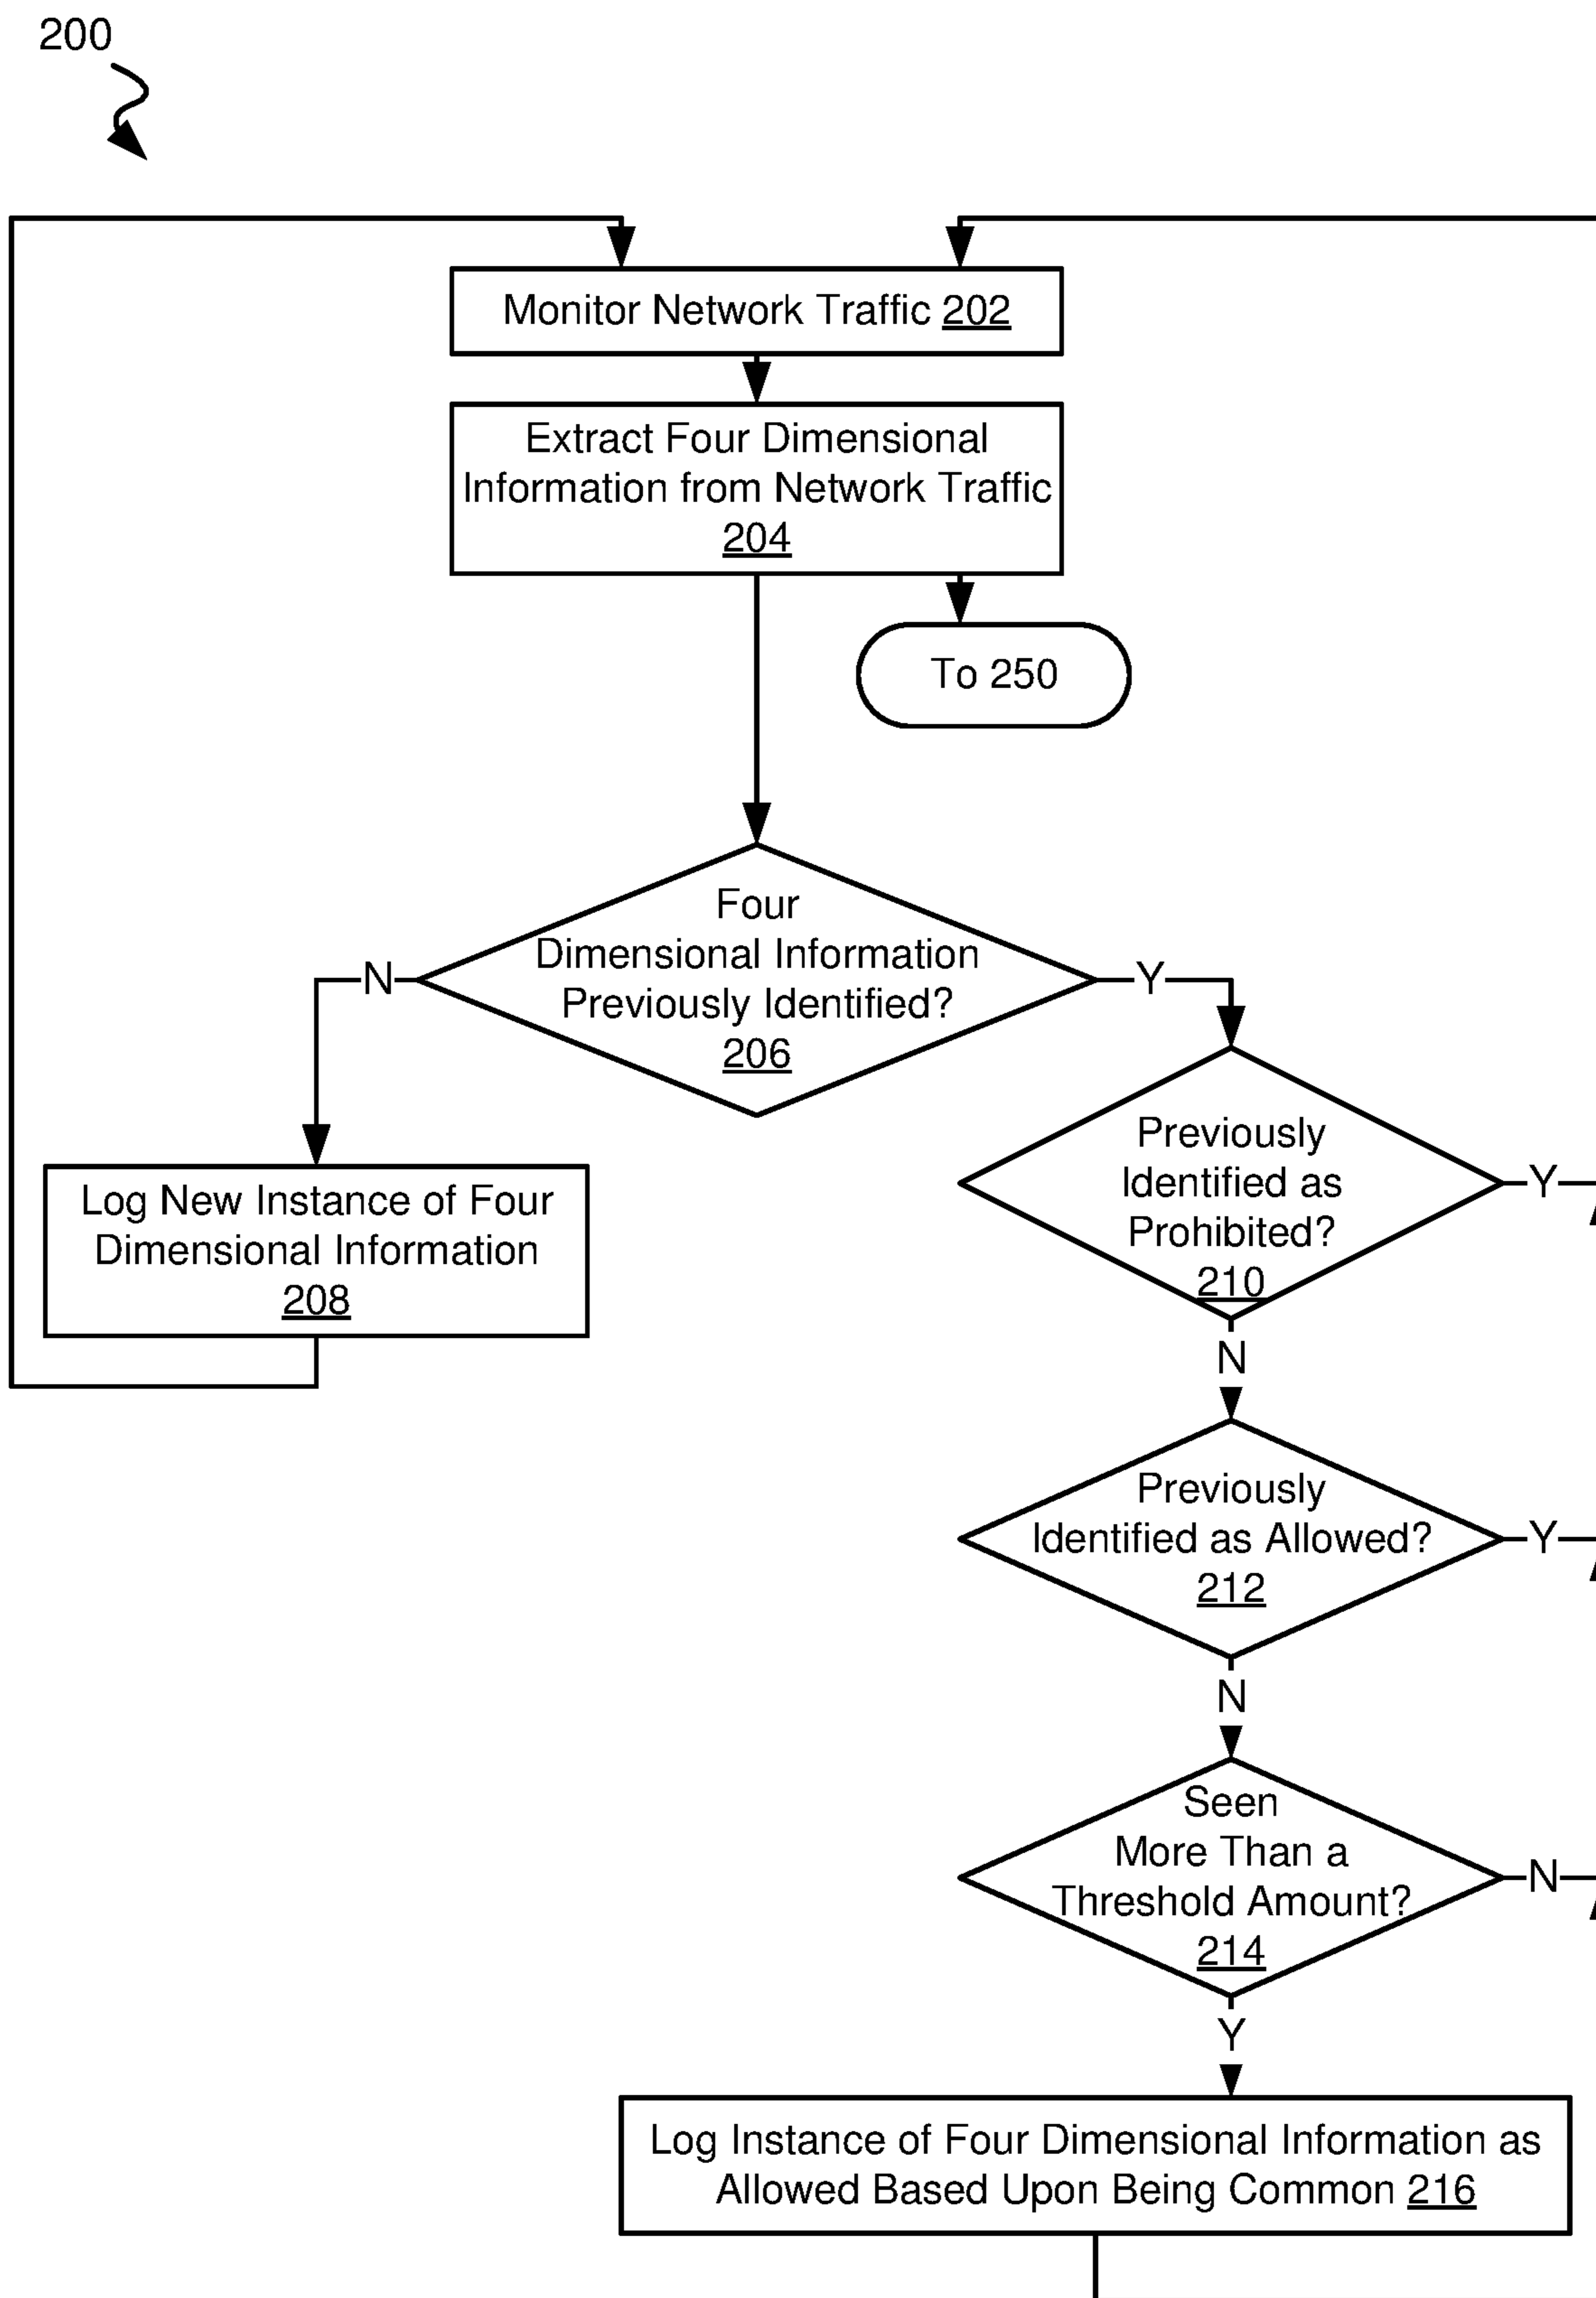 200
Monitor Network Traffic 202
Extract Four Dimensional
Information from Network Traffic
204
To 250
Four
Dimensional Information
Previously Identified?
206
N
Y
Log New Instance of Four
Dimensional Information
208
Previously
Identified as
Prohibited?
210
Y
N
Previously
Identified as Allowed?
212
Y
N
Seen
More Than a
Threshold Amount?
214
N
Y
Log Instance of Four Dimensional Information as
Allowed Based Upon Being Common 216